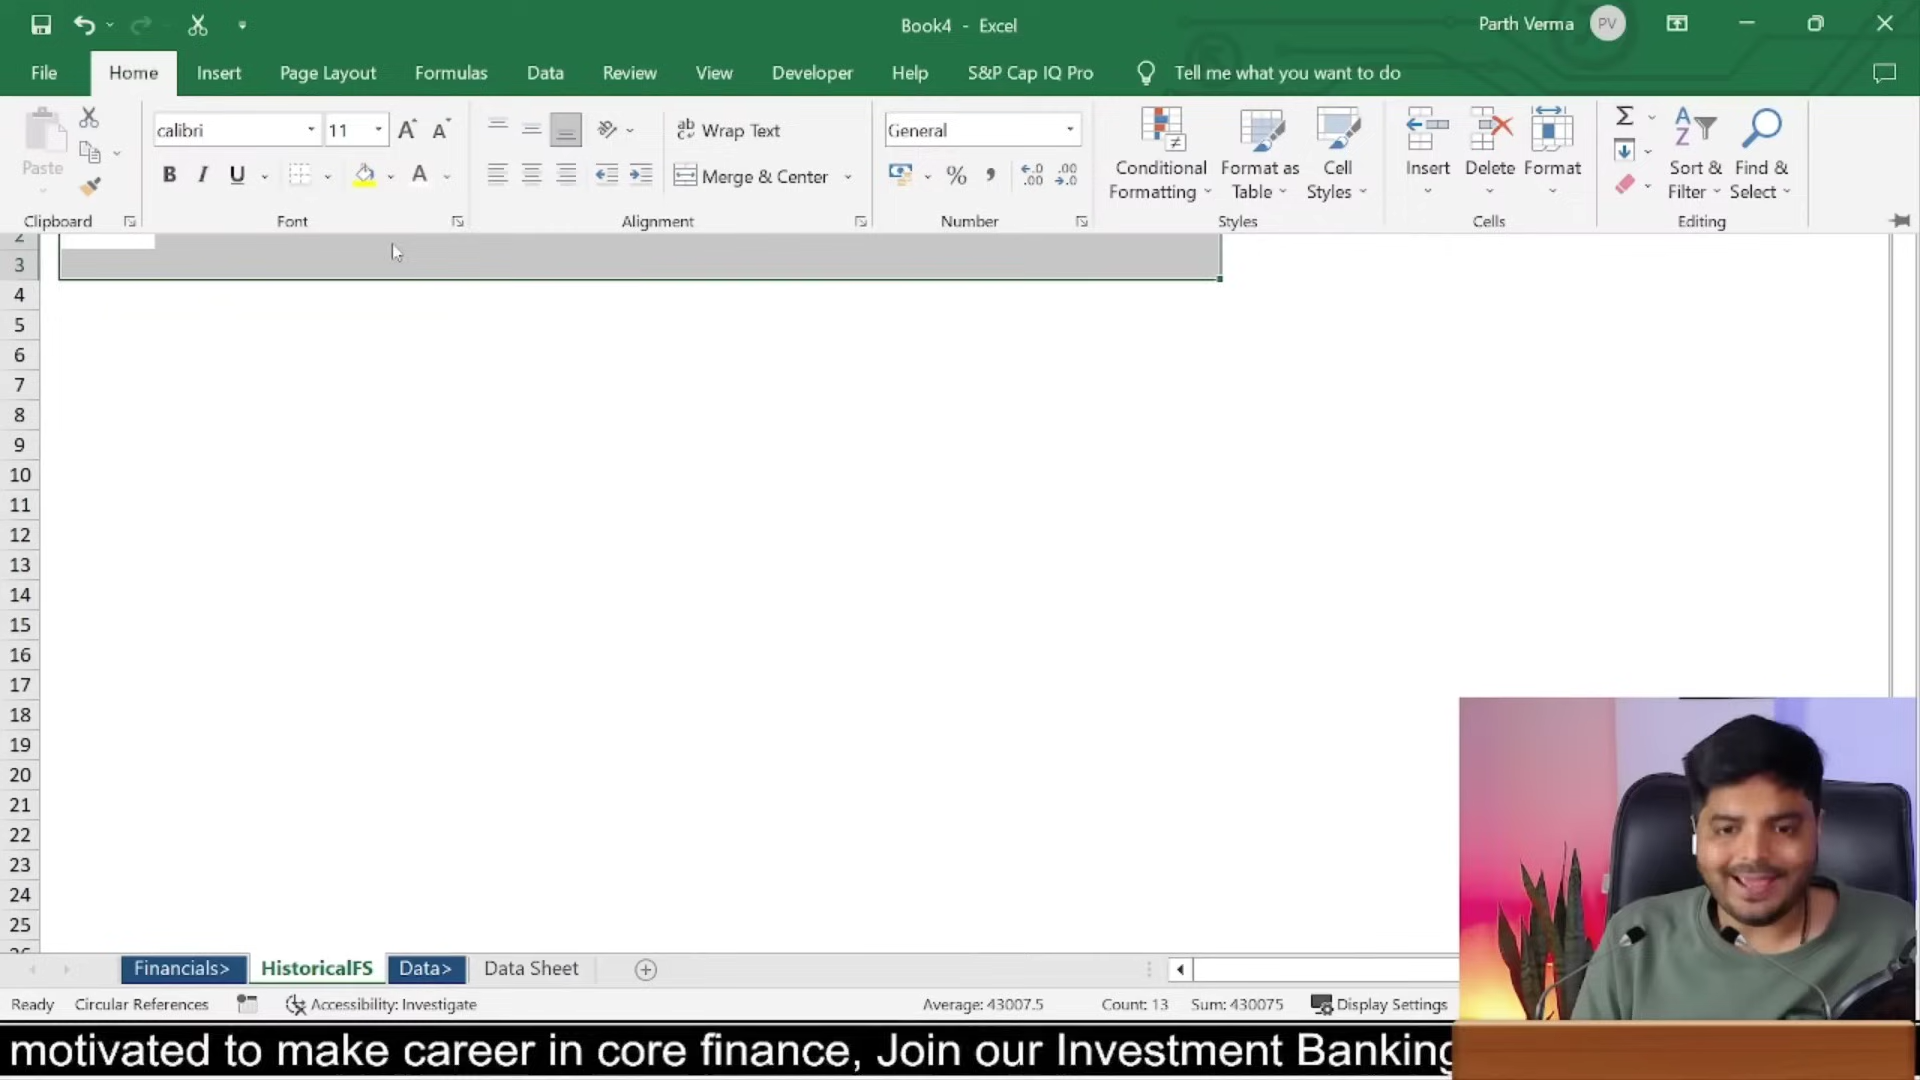 Book4 - Excel
Parth Verma
PV
File
Home
Insert
Page Layout
Formulas
Data
Review
View
Developer
Help
S&P Cap IQ Pro
Tell me what you want to do
Paste
Clipboard
calibri
11
B
I
U
Font
Wrap Text
Merge & Center
Alignment
General
Number
Conditional
Formatting
Format as
Table
Cell
Styles
Styles
Insert
Delete
Format
Cells
Sort &
Filter
Find &
Select
Editing
2
3
4
5
6
7
8
9
10
11
12
13
14
15
16
17
18
19
20
21
22
23
24
25
Financials>
HistoricalFS
Data>
Data Sheet
Ready
Circular References
Accessibility: Investigate
Average: 43007.5
Count: 13
Sum: 430075
Display Settings
motivated to make career in core finance, Join our Investment Banking